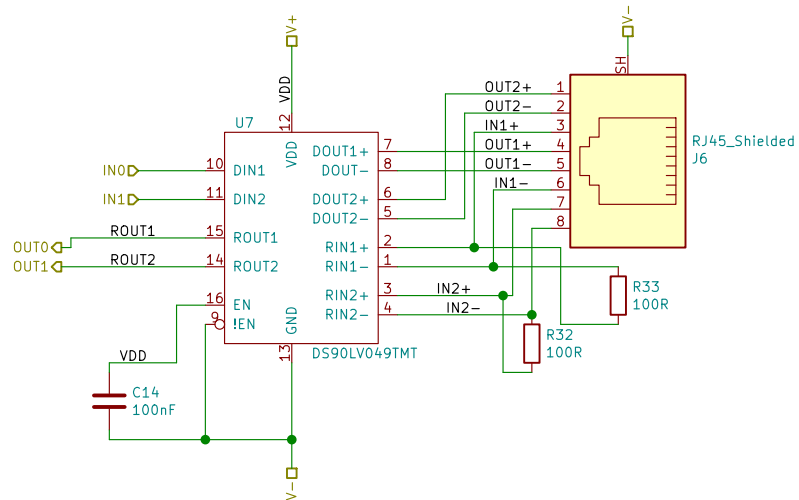 V+
V-
VDD
12
SH
U7
VDD
IN0
10
DIN1
IN1
11
DIN2
OUT0
ROUT1
15
ROUT1
OUT1
ROUT2
14
ROUT2
16
EN
9
!EN
GND
13
DOUT1+
7
DOUT-
8
DOUT2+
6
DOUT2-
5
RIN1+
2
RIN1-
1
RIN2+
3
RIN2-
4
DS90LV049TMT
OUT2+
1
OUT2-
2
IN1+
3
OUT1+
4
OUT1-
5
IN1-
6
7
8
RJ45_Shielded
J6
IN2+
IN2-
R33
100R
R32
100R
VDD
C14
100nF
V-